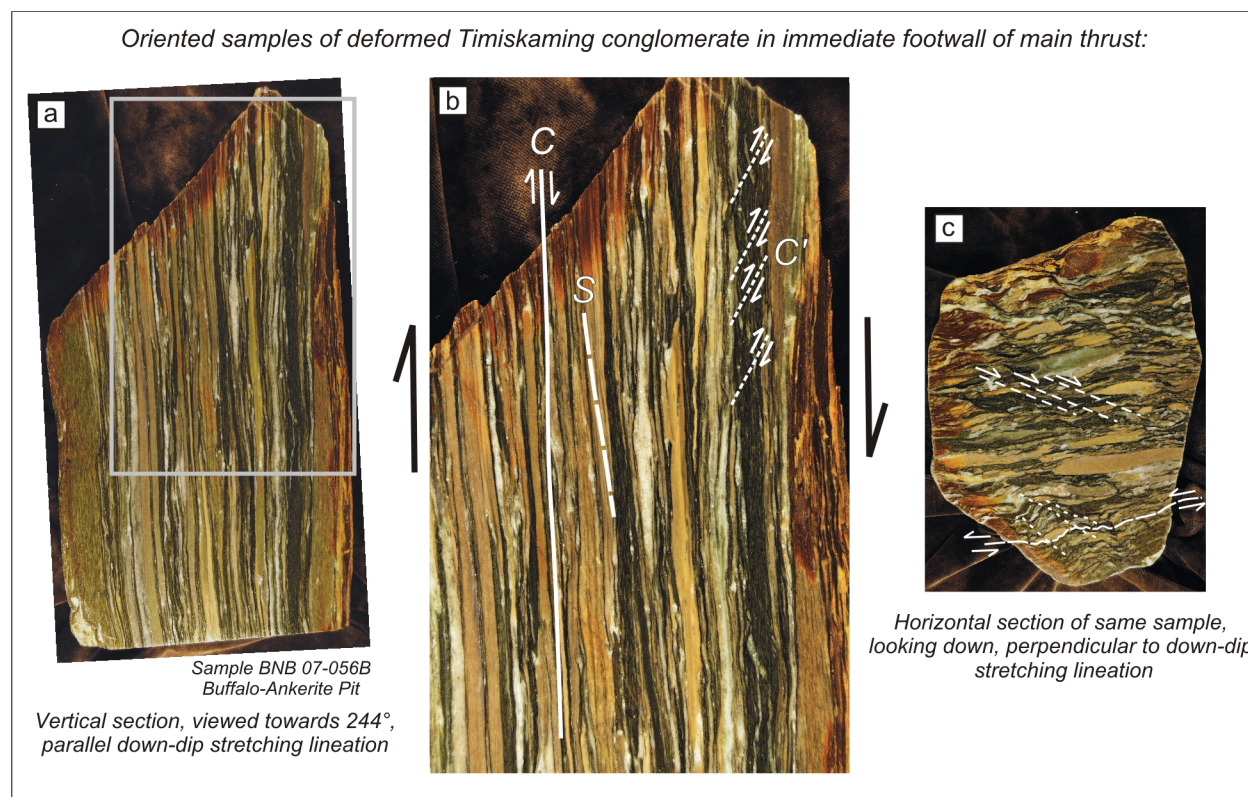 Oriented samples of deformed Timiskaming conglomerate in immediate footwall of main thrust:
a
b
C
S
C'
c
Sample BNB 07-056B
Buffalo-Ankerite Pit
Vertical section, viewed towards 244°,
parallel down-dip stretching lineation
Horizontal section of same sample,
looking down, perpendicular to down-dip
stretching lineation